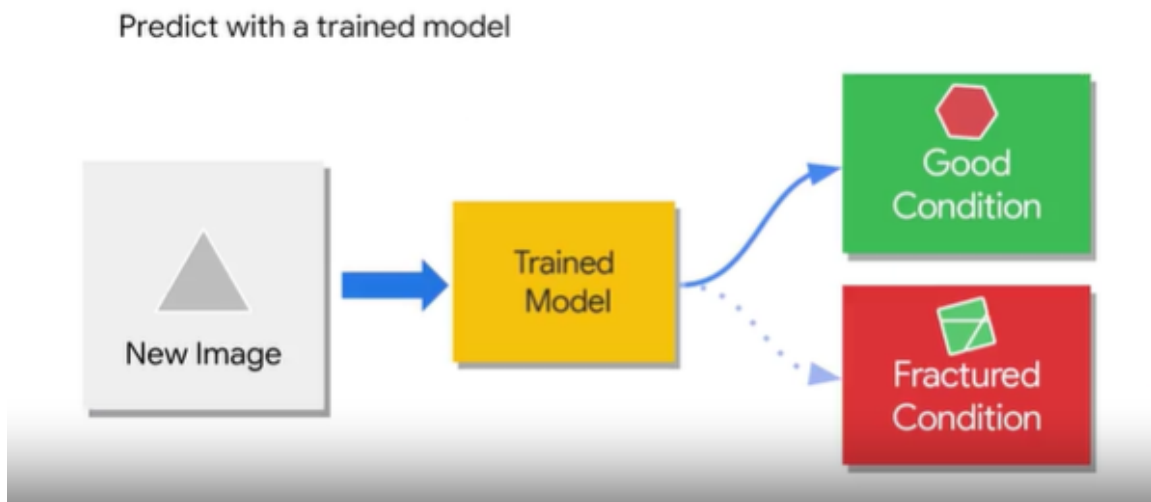 Predict with a trained model
New Image
Trained
Model
Good
Condition
Fractured
Condition